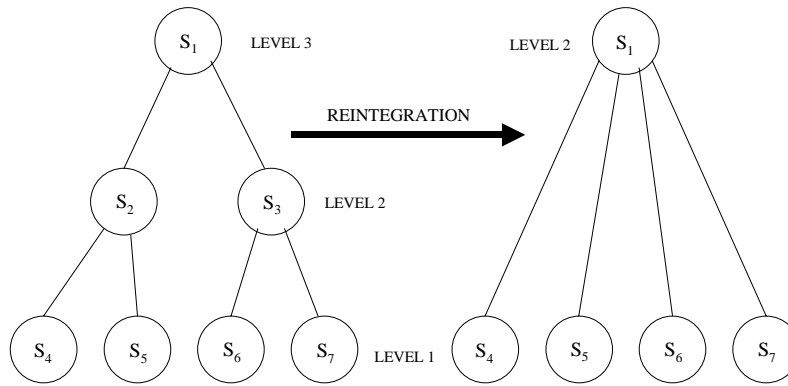 S1 LEVEL 3 LEVEL 2 S1
REINTEGRATION
S2 S3 LEVEL 2
S4 S5 S6 S7 LEVEL 1 S4 S5 S6 S7